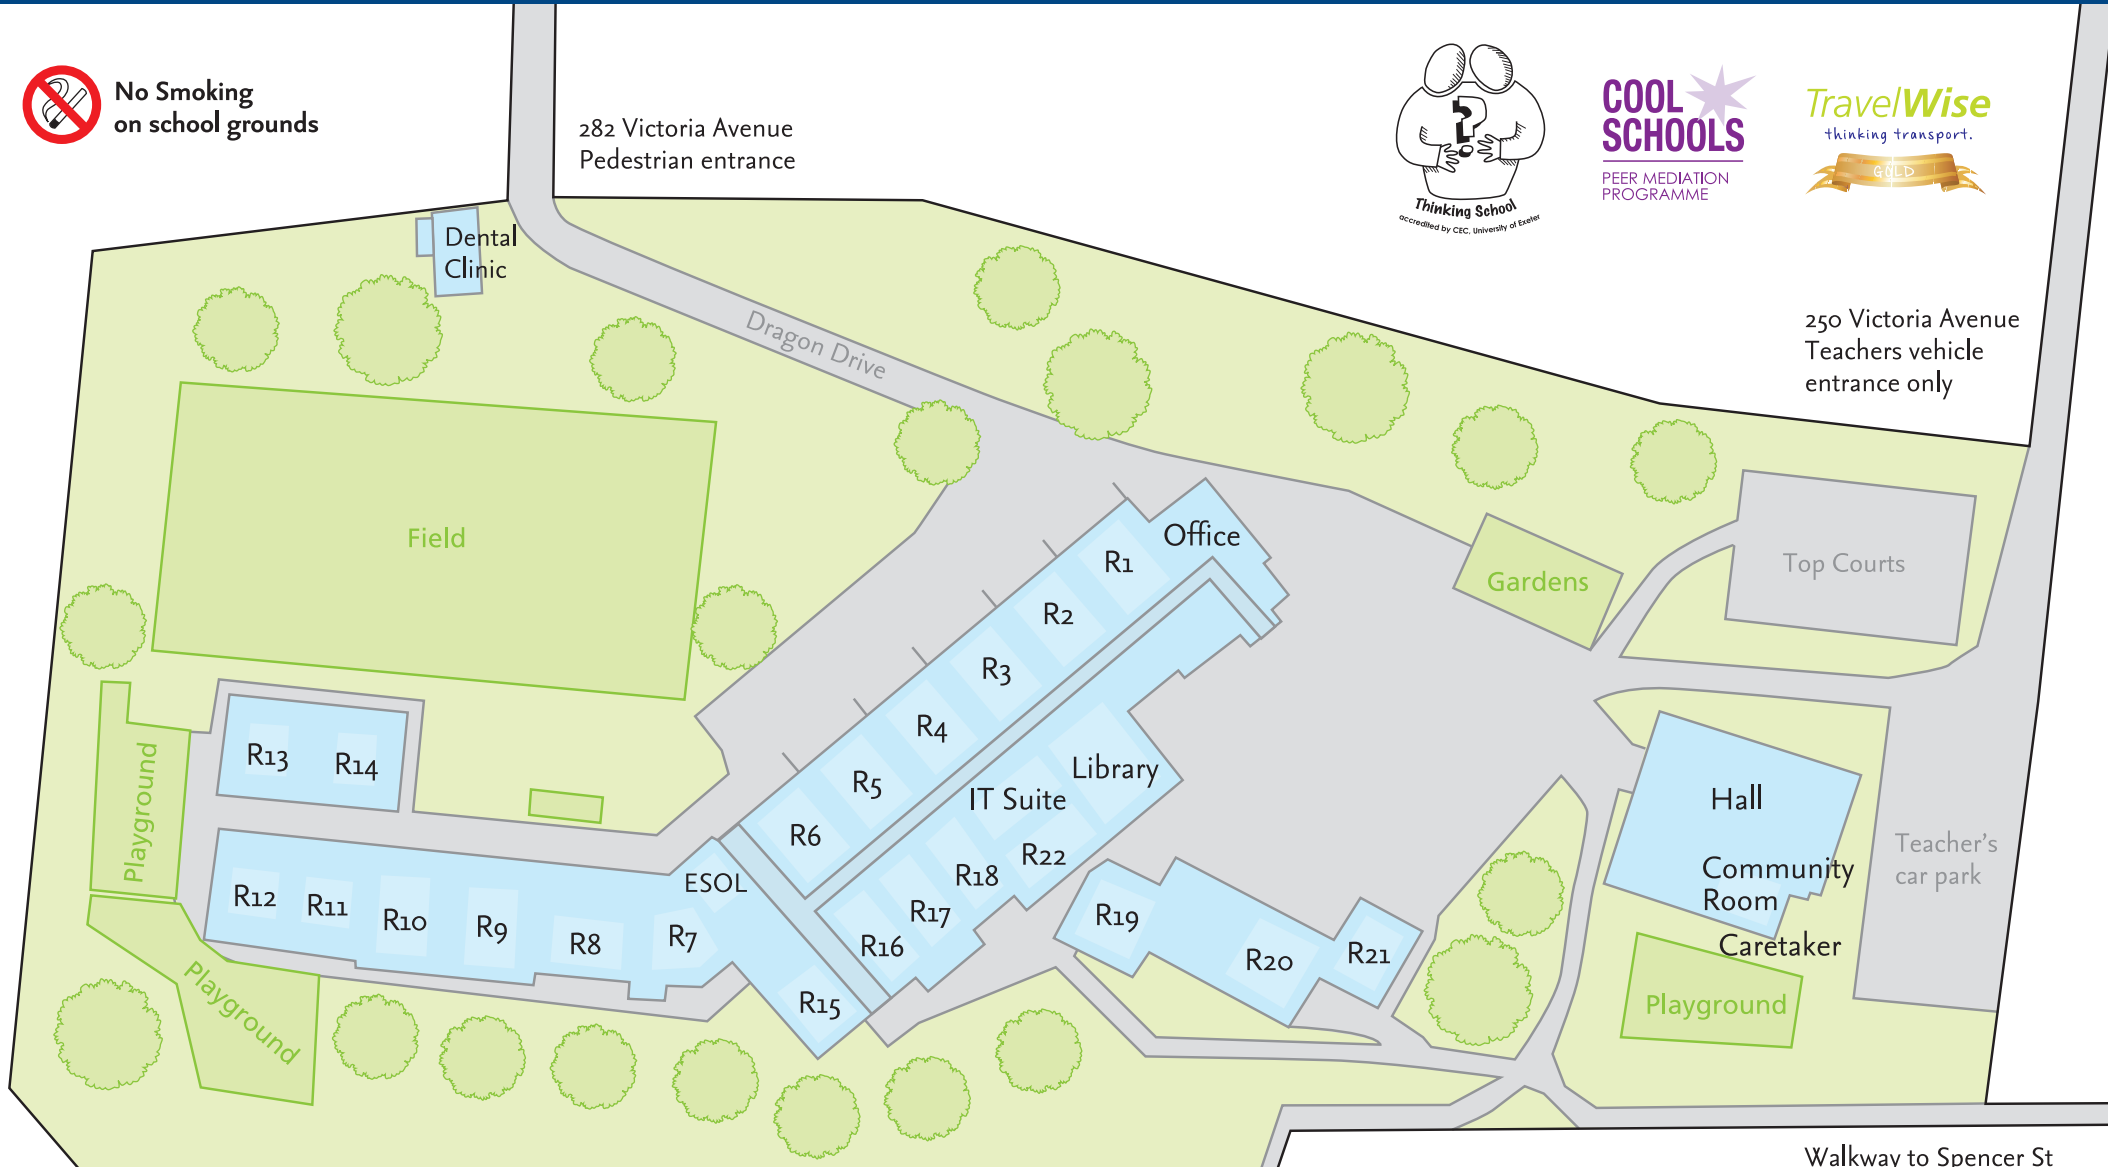 No Smoking
on school grounds
282 Victoria Avenue
Pedestrian entrance
Thinking School
accredited by CEC, University of Exeter
COOL
SCHOOLS
PEER MEDIATION
PROGRAMME
TravelWise
thinking transport.
GOLD
250 Victoria Avenue
Teachers vehicle
entrance only
Dental
Clinic
Dragon Drive
Field
Office
R1
R2
R3
R4
R5
R6
Gardens
Top Courts
R13
R14
Playground
Library
IT Suite
R22
R18
R17
R16
Hall
Community
Room
Caretaker
Teacher's
car park
ESOL
R12
R11
R10
R9
R8
R7
R15
R19
R20
R21
Playground
Playground
Walkway to Spencer St